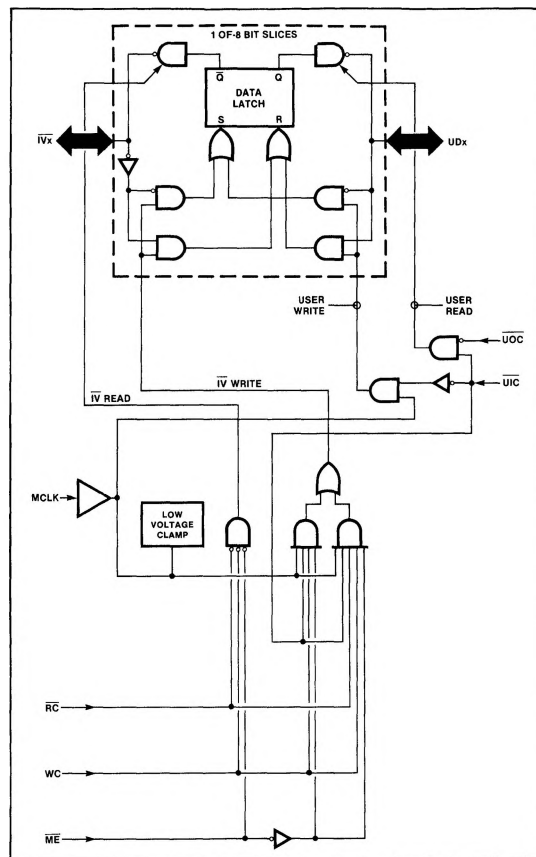 1 OF-8 BIT SLICES
Q̅ Q
DATA
LATCH
S R
I̅V̅x̅
UDx
USER
WRITE
USER
READ
U̅O̅C̅
U̅I̅C̅
I̅V̅ READ
I̅V̅ WRITE
MCLK
LOW
VOLTAGE
CLAMP
R̅C̅
WC
M̅E̅